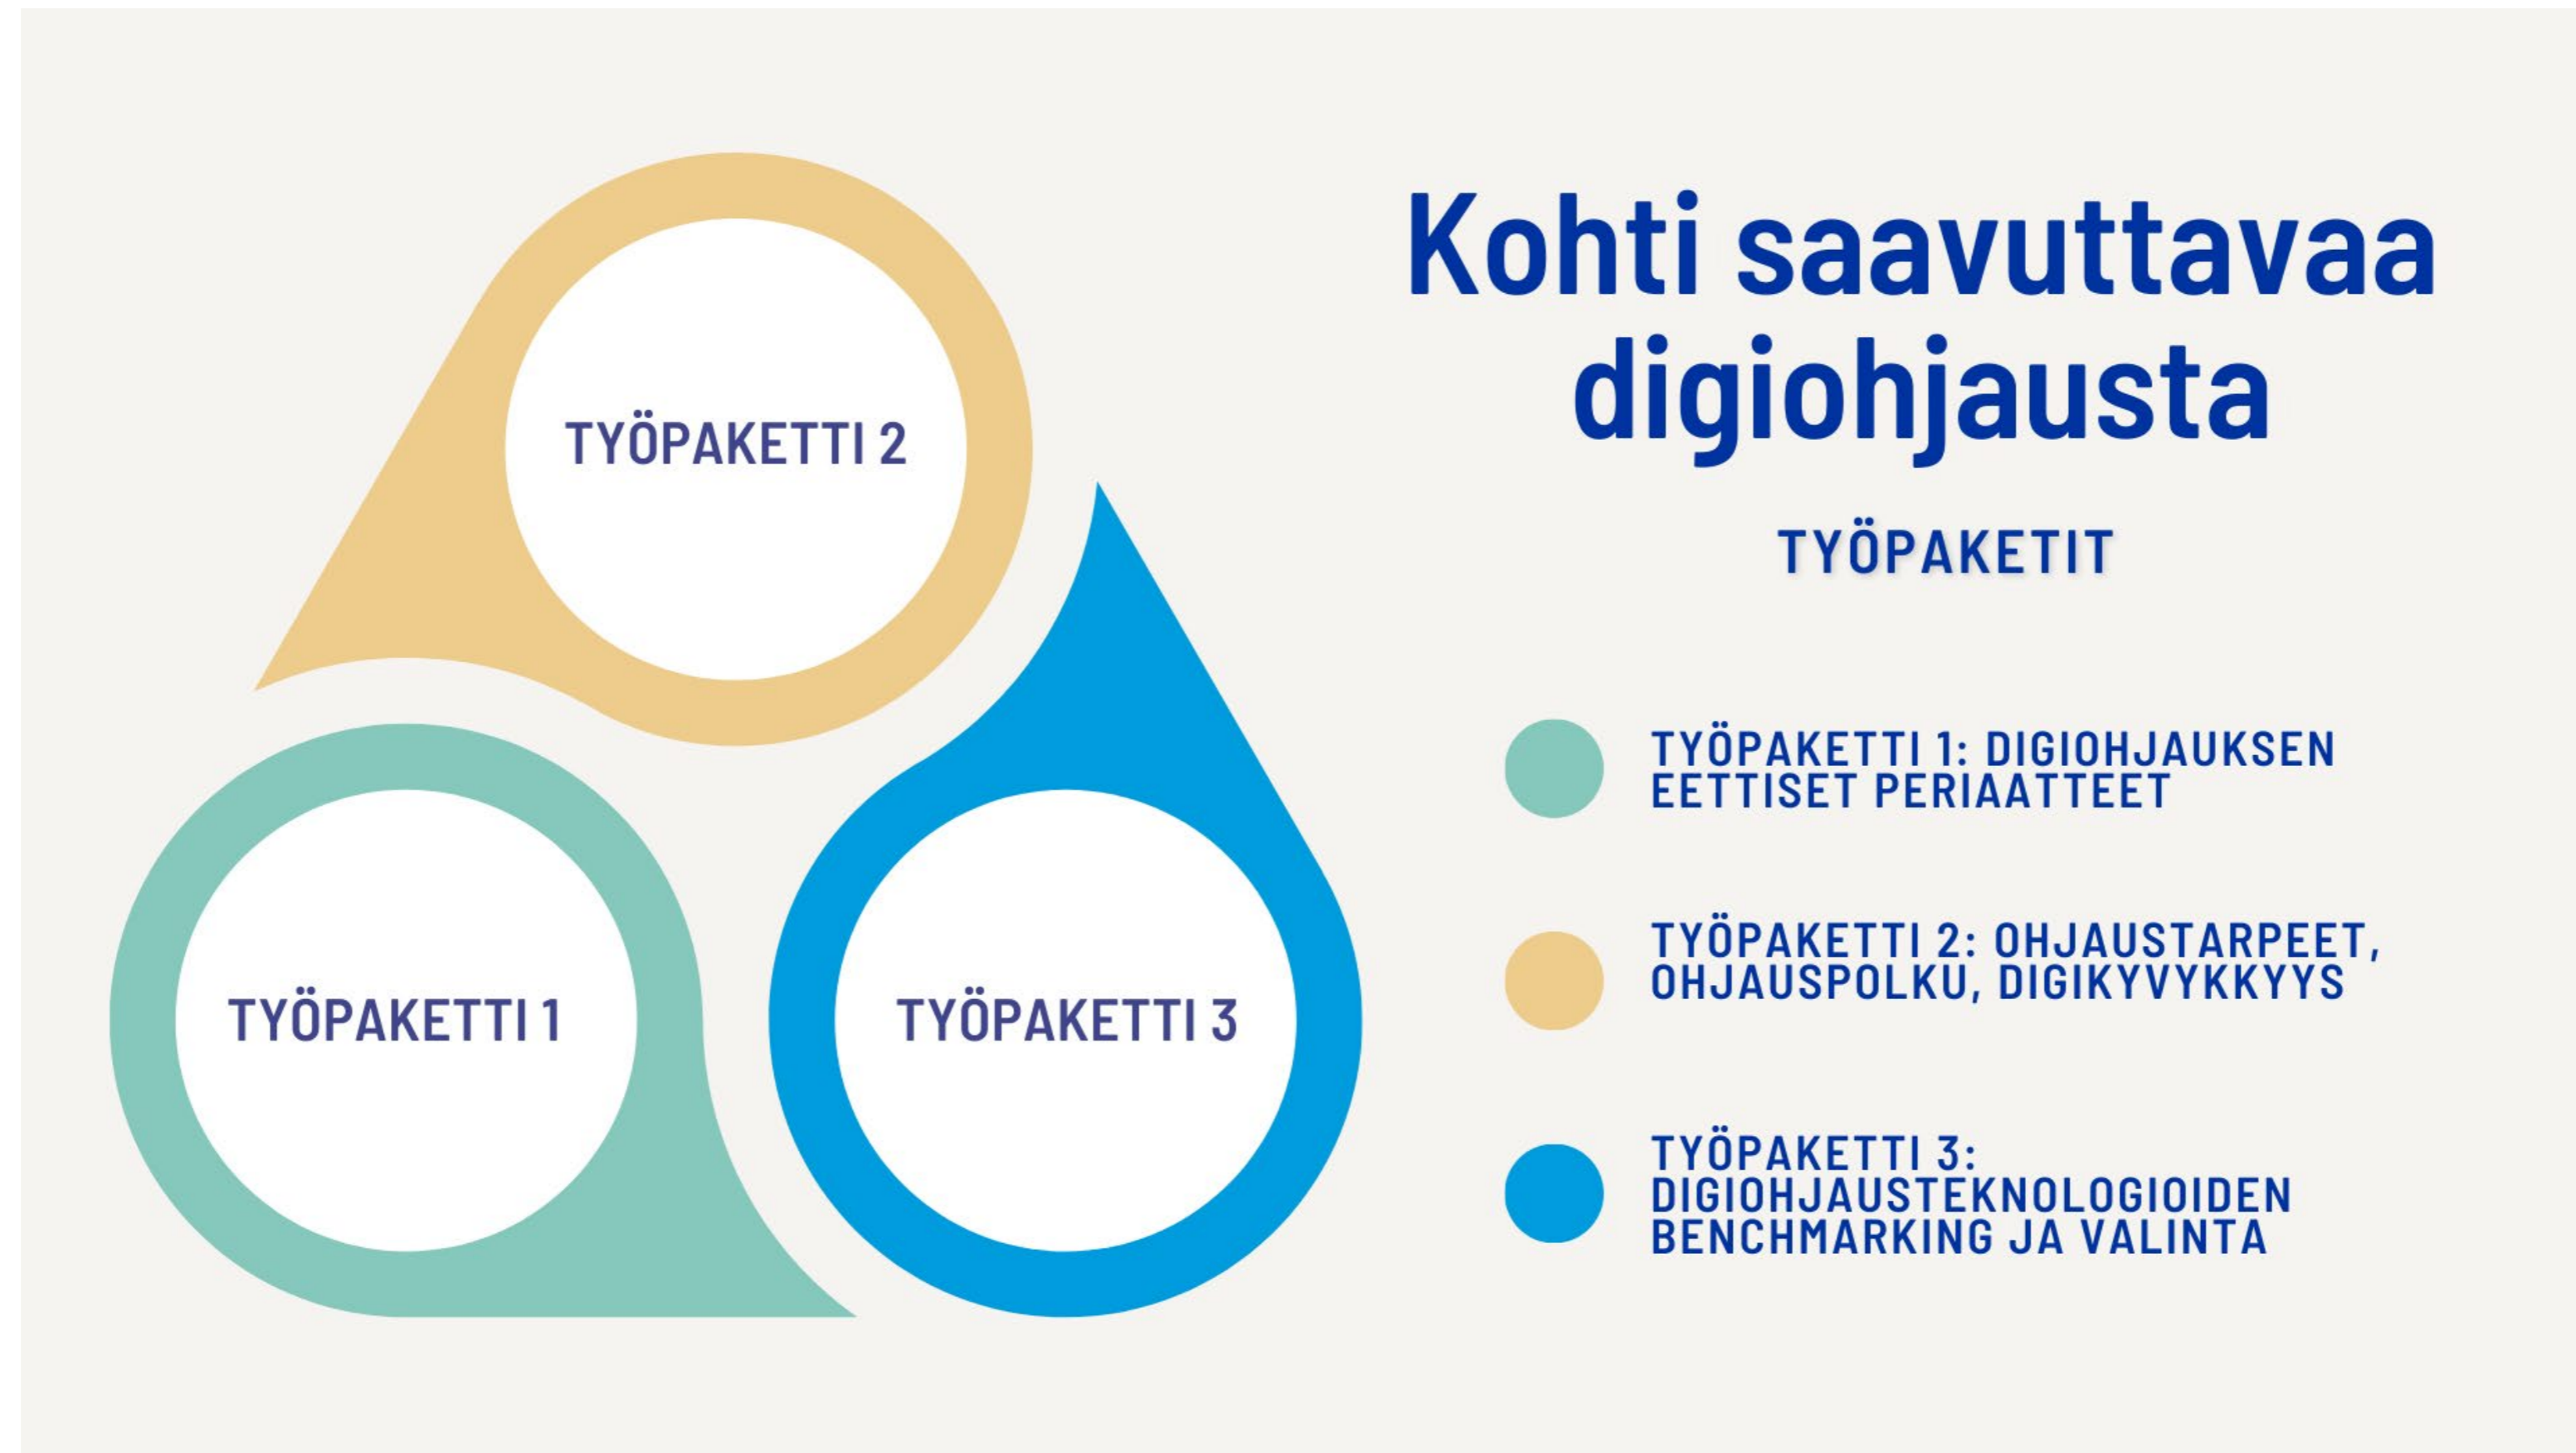 Kohti saavuttavaa
digiohjausta
TYÖPAKETIT
TYÖPAKETTI 2
TYÖPAKETTI 1
TYÖPAKETTI 3
TYÖPAKETTI 1: DIGIOHJAUKSEN
EETTISET PERIAATTEET
TYÖPAKETTI 2: OHJAUSTARPEET,
OHJAUSPOLKU, DIGIKYVYKKYYS
TYÖPAKETTI 3:
DIGIOHJAUSTEKNOLOGIOIDEN
BENCHMARKING JA VALINTA